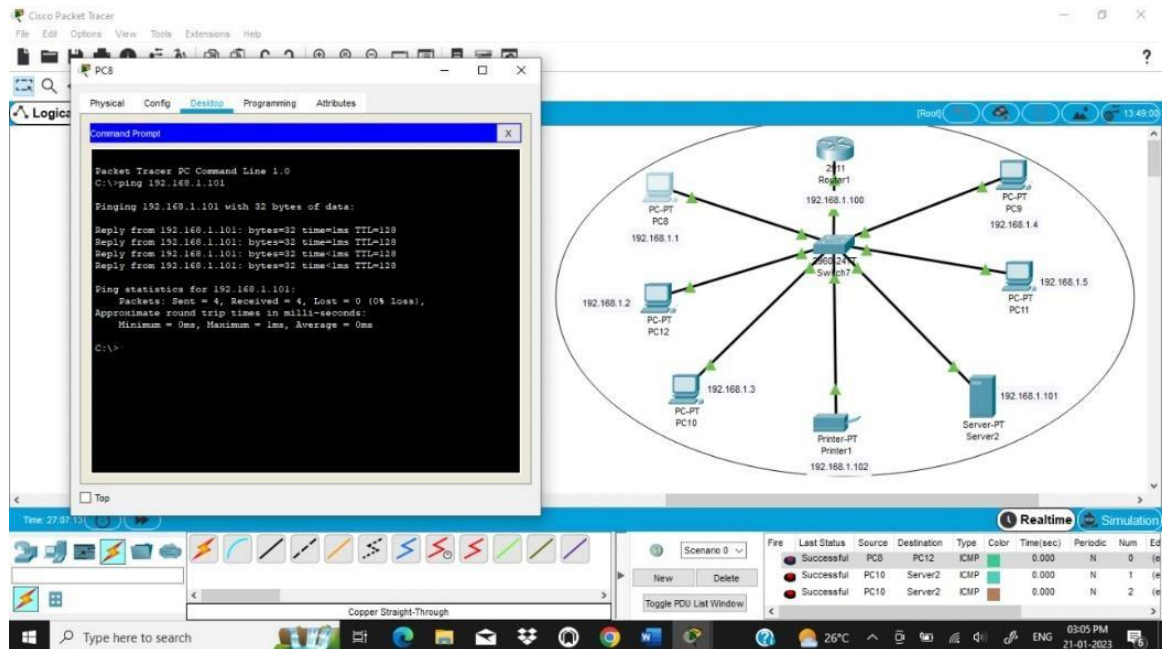 Cisco Packet Tracer
File Edit Options View Tools Extensions Help
?
PC8
Physical Config Desktop Programming Attributes
Command Prompt
X
Packet Tracer PC Command Line 1.0
C:\>ping 192.168.1.101
Pinging 192.168.1.101 with 32 bytes of data:
Reply from 192.168.1.101: bytes=32 time=1ms TTL=128
Reply from 192.168.1.101: bytes=32 time=1ms TTL=128
Reply from 192.168.1.101: bytes=32 time<1ms TTL=128
Reply from 192.168.1.101: bytes=32 time<1ms TTL=128
Ping statistics for 192.168.1.101:
Packets: Sent = 4, Received = 4, Lost = 0 (0% loss),
Approximate round trip times in milli-seconds:
Minimum = 0ms, Maximum = 1ms, Average = 0ms
C:\>
Top
Logica
[Root]
13:49:00
2911
Router1
192.168.1.100
PC-PT
PC8
192.168.1.1
PC-PT
PC9
192.168.1.4
2960-24TT
Switch7
192.168.1.5
PC-PT
PC11
192.168.1.2
PC-PT
PC12
192.168.1.3
PC-PT
PC10
192.168.1.101
Server-PT
Server2
Printer-PT
Printer1
192.168.1.102
Time: 27:07:13
Realtime
Simulation
Scenario 0
New Delete
Toggle PDU List Window
Fire Last Status Source Destination Type Color Time(sec) Periodic Num Ed
Successful PC8 PC12 ICMP 0.000 N 0 (e
Successful PC10 Server2 ICMP 0.000 N 1 (e
Successful PC10 Server2 ICMP 0.000 N 2 (e
Copper Straight-Through
Type here to search
26°C
ENG
03:05 PM
21-01-2023
6